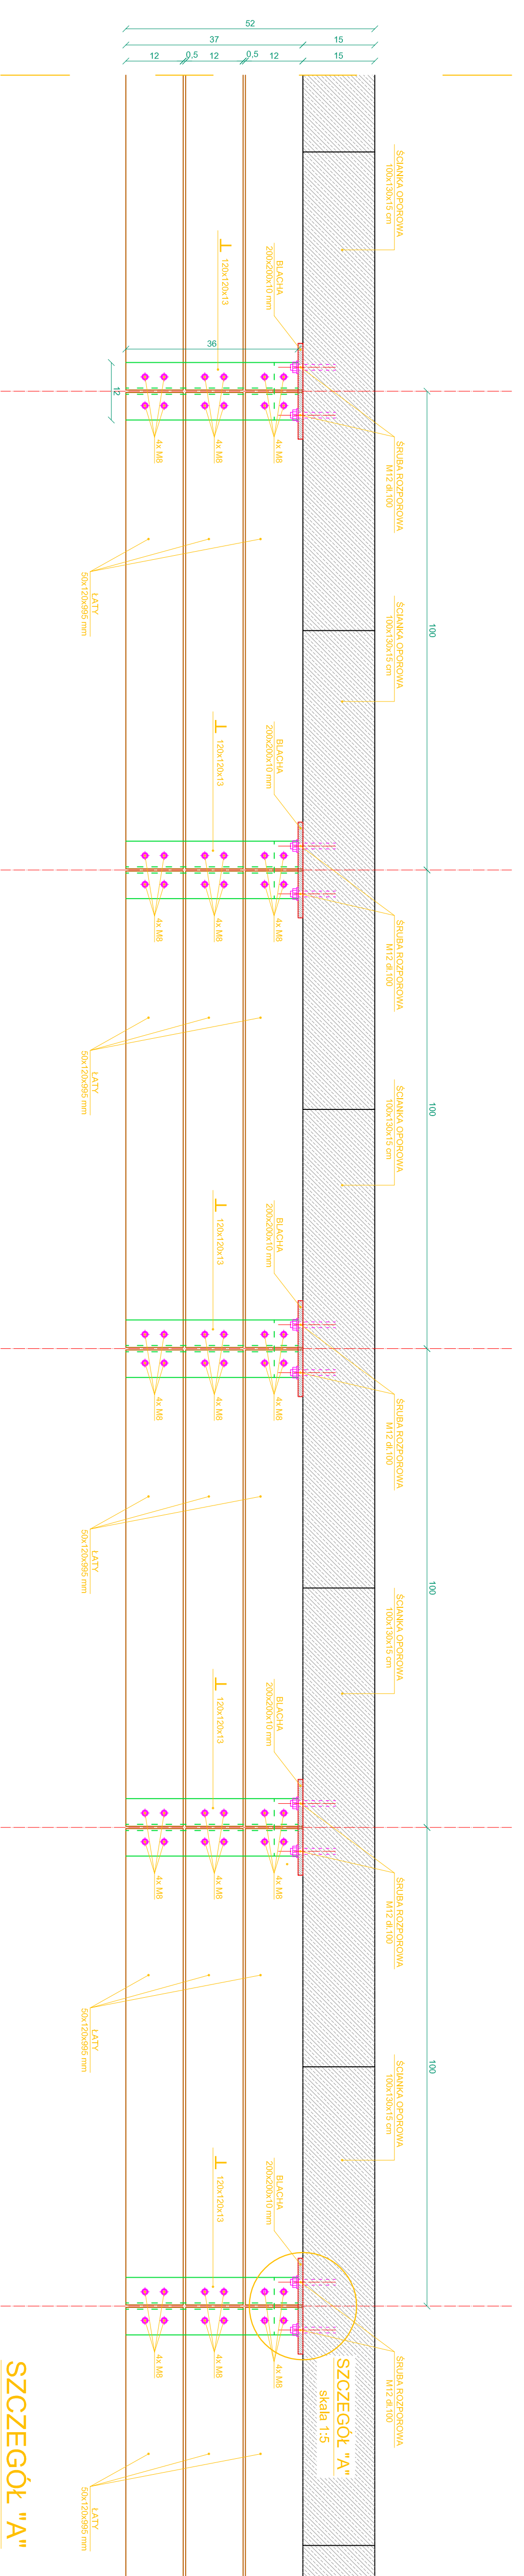 52
37
15
12
0,5
12
0,5
12
15
ŚCIANKA OPOROWA
100x130x15 cm
BLACHA
200x200x10 mm
120x120x13
36
12
4x M8
4x M8
4x M8
ŚRUBA ROZPOROWA
M12 dł.100
ŁATY
50x120x995 mm
100
ŚCIANKA OPOROWA
100x130x15 cm
BLACHA
200x200x10 mm
120x120x13
4x M8
4x M8
4x M8
ŚRUBA ROZPOROWA
M12 dł.100
ŁATY
50x120x995 mm
100
ŚCIANKA OPOROWA
100x130x15 cm
BLACHA
200x200x10 mm
120x120x13
4x M8
4x M8
4x M8
ŚRUBA ROZPOROWA
M12 dł.100
ŁATY
50x120x995 mm
100
ŚCIANKA OPOROWA
100x130x15 cm
BLACHA
200x200x10 mm
120x120x13
4x M8
4x M8
4x M8
ŚRUBA ROZPOROWA
M12 dł.100
ŁATY
50x120x995 mm
100
ŚCIANKA OPOROWA
100x130x15 cm
BLACHA
200x200x10 mm
120x120x13
4x M8
4x M8
4x M8
ŚRUBA ROZPOROWA
M12 dł.100
SZCZEGÓŁ "A"
skala 1:5
ŁATY
50x120x995 mm
SZCZEGÓŁ "A"